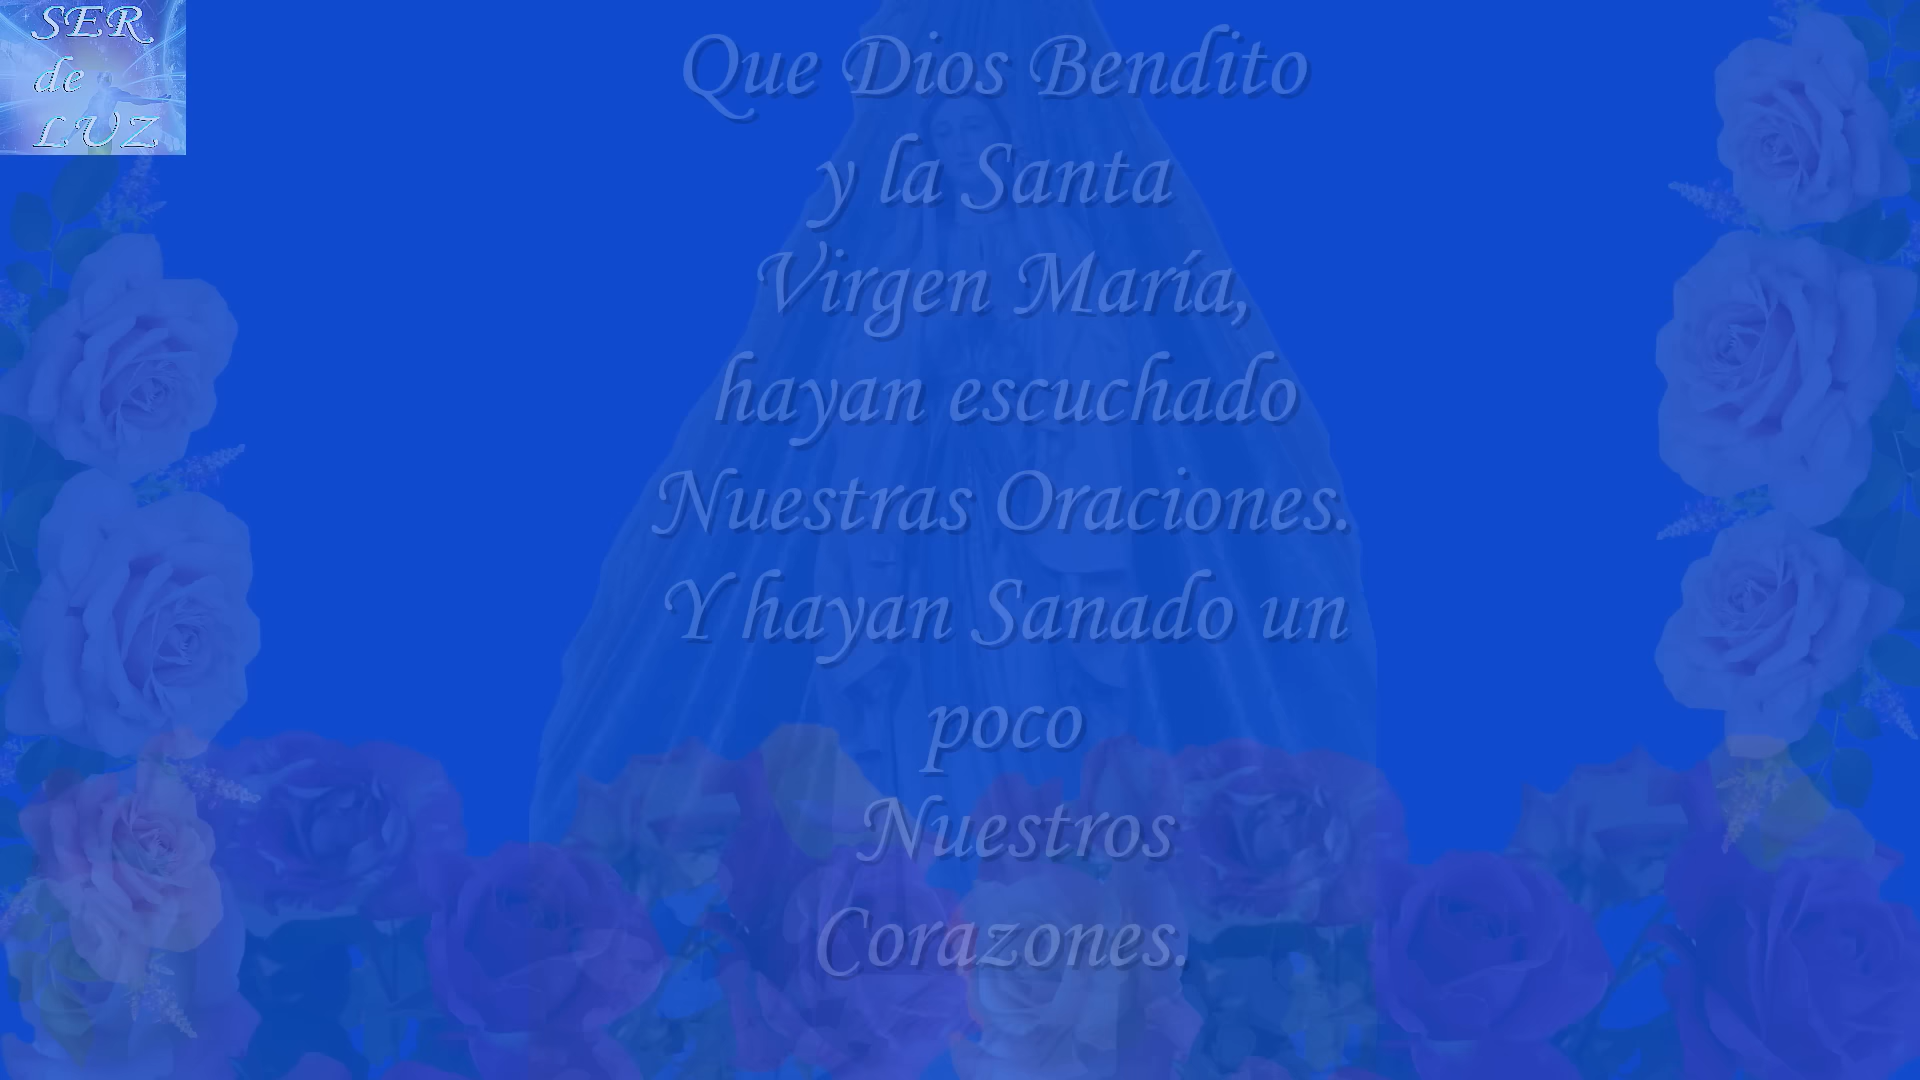 SER
de
LUZ
Que Dios Bendito
y la Santa
Virgen María,
hayan escuchado
Nuestras Oraciones.
Y hayan Sanado un
poco
Nuestros
Corazones.